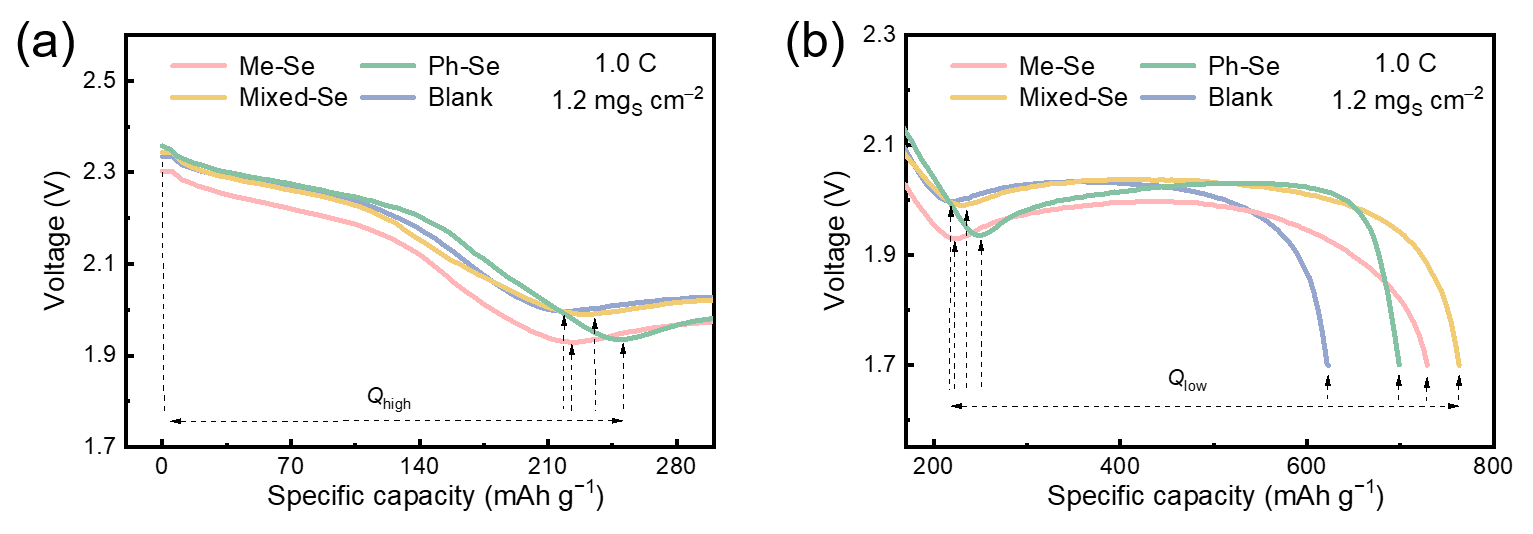 (a)
Me-Se Ph-Se 1.0 C
Mixed-Se Blank 1.2 mgS cm−2
2.5
2.3
2.1
1.9
1.7
Voltage (V)
Qhigh
0 70 140 210 280
Specific capacity (mAh g−1)
(b)
Me-Se Ph-Se 1.0 C
Mixed-Se Blank 1.2 mgS cm−2
2.3
2.1
1.9
1.7
Voltage (V)
Qlow
200 400 600 800
Specific capacity (mAh g−1)